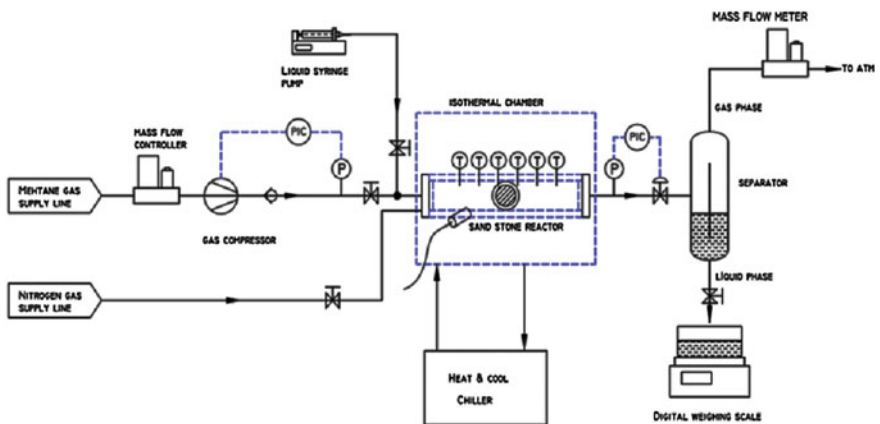 MASS FLOW METER
TO ATM
GAS PHASE
LIQUID SYRINGE
PUMP
ISOTHERMAL CHAMBER
MASS FLOW
CONTROLLER
PIC
PIC
P
T T T T T T
P
MEHTANE GAS
SUPPLY LINE
SEPARATOR
SAND STONE REACTOR
GAS COMPRESSOR
LIQUID PHASE
NITROGEN GAS
SUPPLY LINE
HEAT & COOL
CHILLER
DIGITAL WEIGHING SCALE